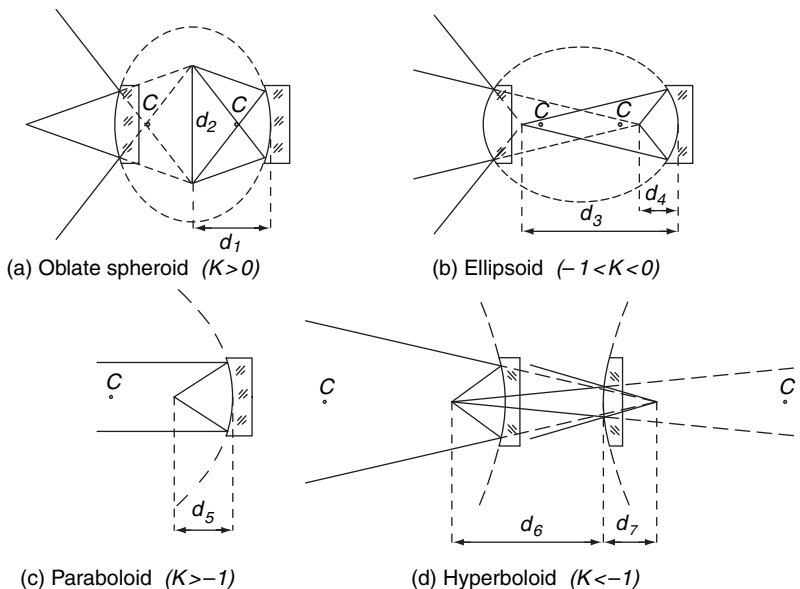 C
C
d2
d1
(a) Oblate spheroid (K>0)
C
C
d4
d3
(b) Ellipsoid (−1<K<0)
C
d5
(c) Paraboloid (K>−1)
C
C
d6
d7
(d) Hyperboloid (K<−1)